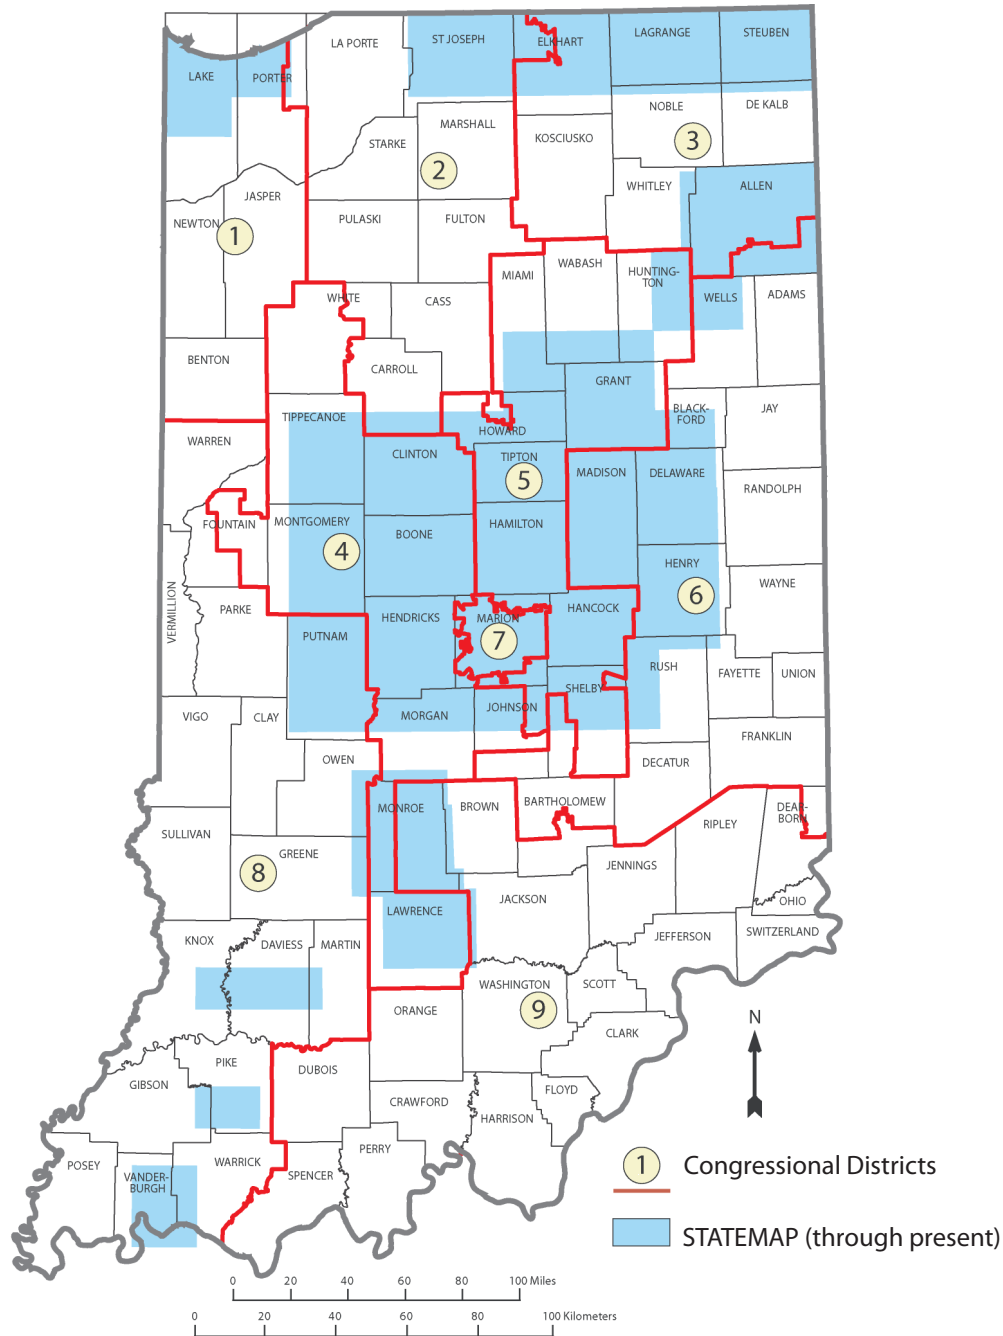 LA PORTE
ST JOSEPH
ELKHART
LAGRANGE
STEUBEN
LAKE
PORTER
NOBLE
DE KALB
MARSHALL
STARKE
KOSCIUSKO
2
3
WHITLEY
ALLEN
JASPER
NEWTON
1
PULASKI
FULTON
MIAMI
WABASH
HUNTING-
TON
WHITE
CASS
WELLS
ADAMS
BENTON
CARROLL
GRANT
TIPPECANOE
BLACK-
FORD
JAY
WARREN
HOWARD
CLINTON
TIPTON
5
MADISON
DELAWARE
RANDOLPH
FOUNTAIN
MONTGOMERY
HAMILTON
BOONE
4
HENRY
6
WAYNE
VERMILLION
PARKE
HENDRICKS
MARION
7
HANCOCK
PUTNAM
RUSH
FAYETTE
UNION
SHELBY
VIGO
CLAY
MORGAN
JOHNSON
FRANKLIN
OWEN
DECATUR
MONROE
BROWN
BARTHOLOMEW
DEAR-
BORN
RIPLEY
SULLIVAN
GREENE
8
JENNINGS
JACKSON
OHIO
LAWRENCE
SWITZERLAND
JEFFERSON
KNOX
DAVIESS
MARTIN
WASHINGTON
SCOTT
9
ORANGE
N
CLARK
PIKE
DUBOIS
GIBSON
FLOYD
CRAWFORD
HARRISON
PERRY
POSEY
WARRICK
SPENCER
VANDER-
BURGH
1 Congressional Districts
STATEMAP (through present)
0 20 40 60 80 100 Miles
0 20 40 60 80 100 Kilometers